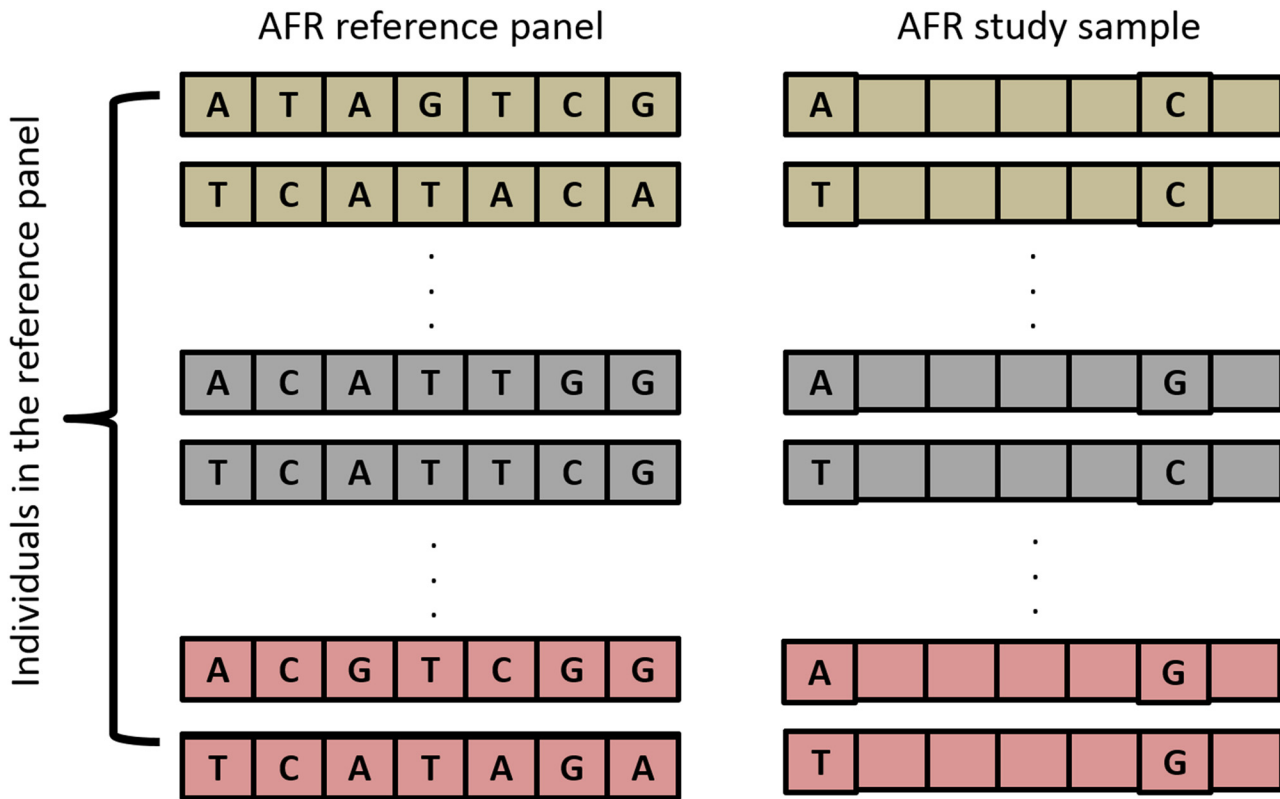 AFR reference panel
AFR study sample
Individuals in the reference panel
A T A G T C G
A C
T C A T A C A
T C
A C A T T G G
A G
T C A T T C G
T C
A C G T C G G
A G
T C A T A G A
T G